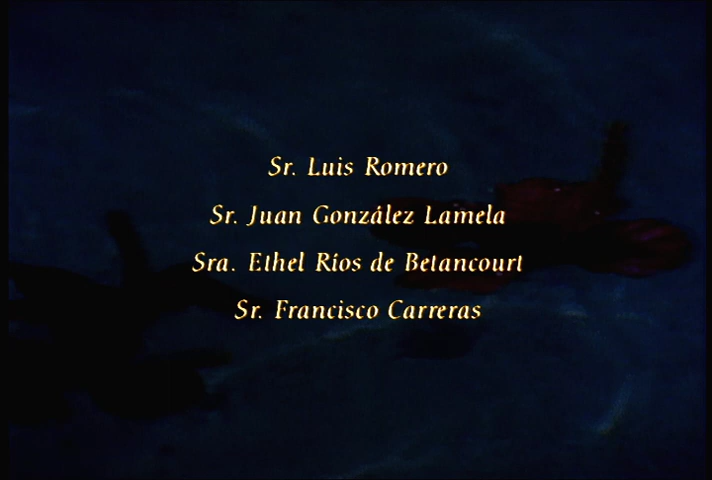 Sr. Luis Romero
Sr. Juan González Lamela
Sra. Ethel Ríos de Betancourt
Sr. Francisco Carreras